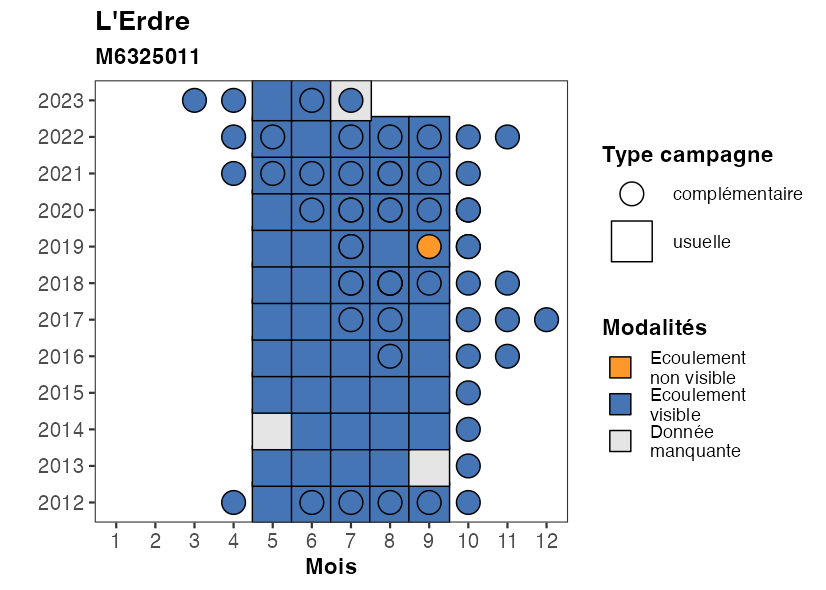 L'Erdre
M6325011
2023
2022
2021
2020
2019
2018
2017
2016
2015
2014
2013
2012
1 2 3 4 5 6 7 8 9 10 11 12
Mois
Type campagne
complémentaire
usuelle
Modalités
Ecoulement
non visible
Ecoulement
visible
Donnée
manquante